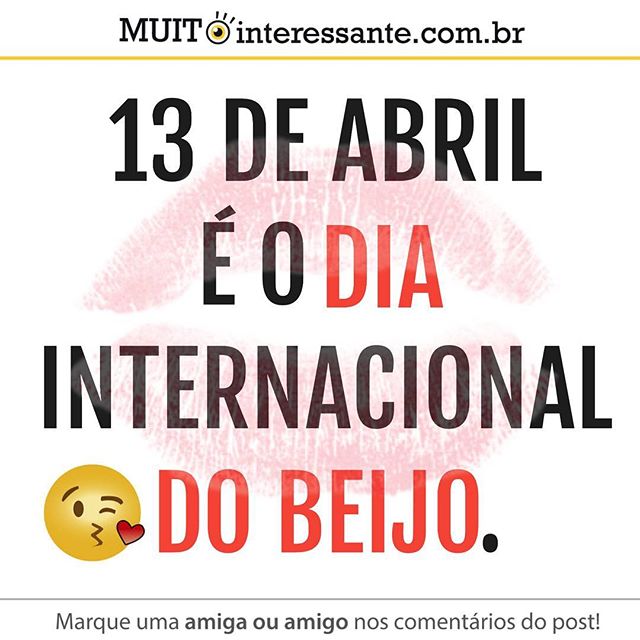 MUITOinteressante.com.br
13 DE ABRIL
É O DIA
INTERNACIONAL
DO BEIJO.
Marque uma amiga ou amigo nos comentários do post!